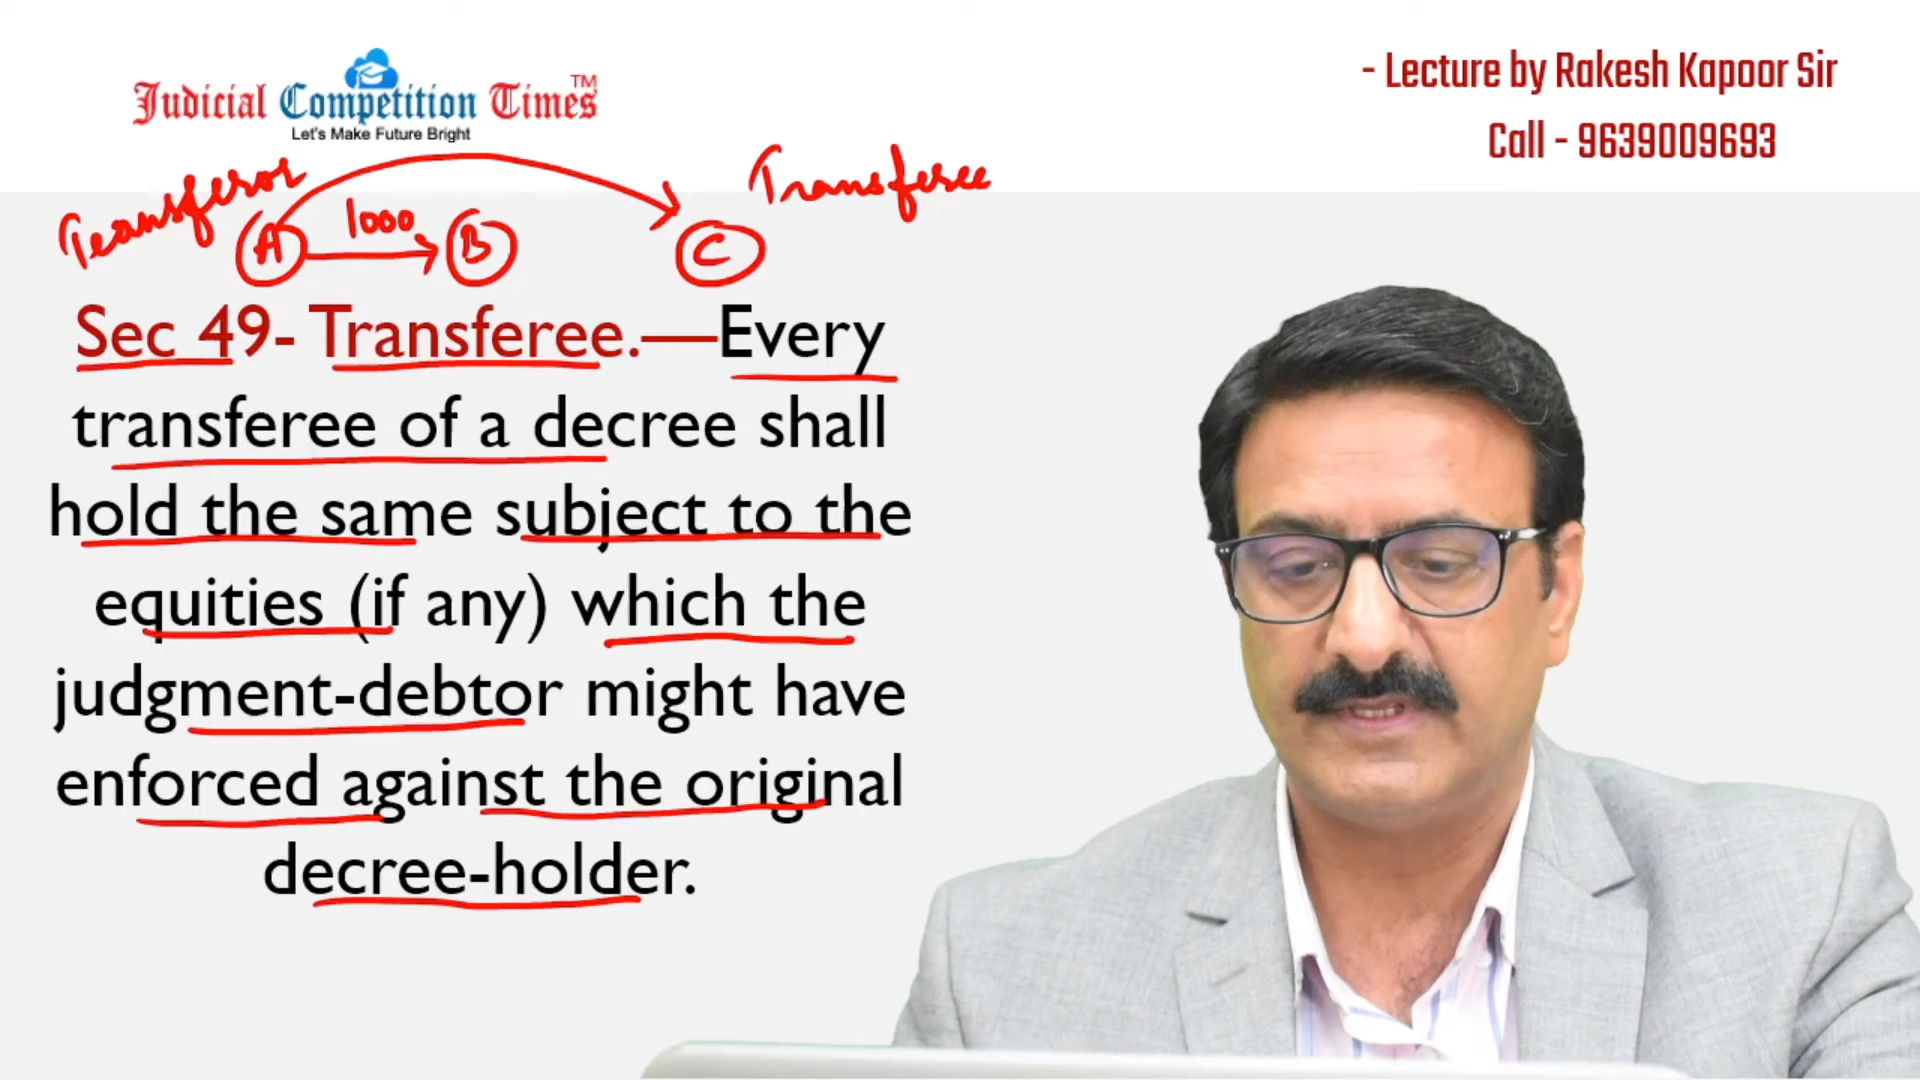 Judicial Competition Times™
Let's Make Future Bright
- Lecture by Rakesh Kapoor Sir
Call - 9639009693
Transferor
Transferee
A 1000 B C
Sec 49- Transferee.—Every
transferee of a decree shall
hold the same subject to the
equities (if any) which the
judgment-debtor might have
enforced against the original
decree-holder.